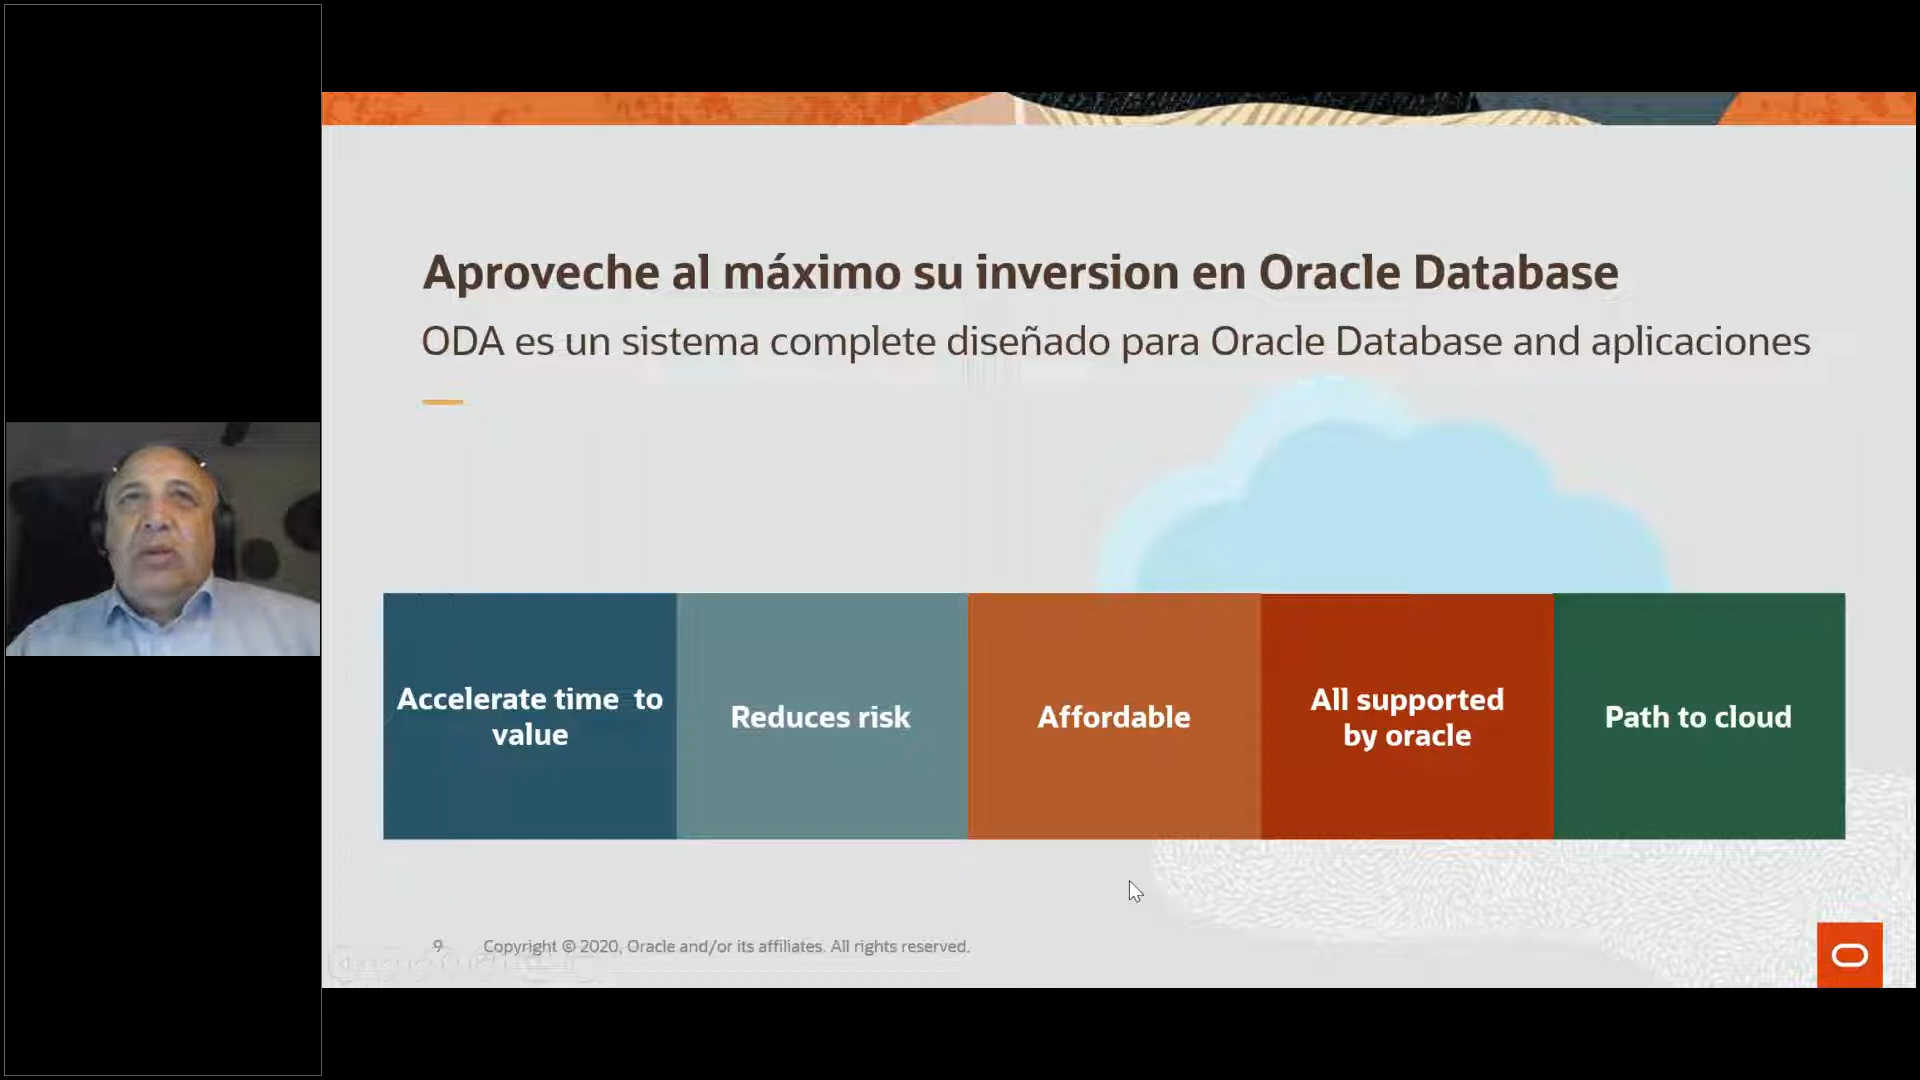 Aproveche al máximo su inversion en Oracle Database
ODA es un sistema complete diseñado para Oracle Database and aplicaciones
Accelerate time to
value
Reduces risk
Affordable
All supported
by oracle
Path to cloud
9 Copyright © 2020, Oracle and/or its affiliates. All rights reserved.